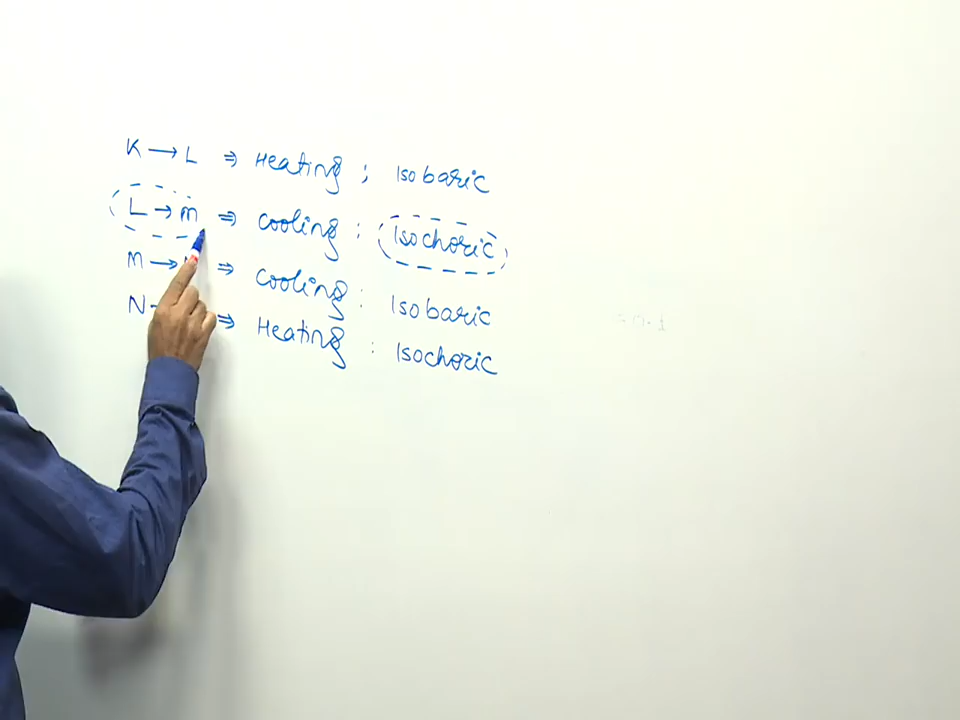 K → L ⇒ Heating ; Isobaric
L → m ⇒ cooling : Isochoric
M → ⇒ cooling : Isobaric
N ⇒ Heating : Isochoric